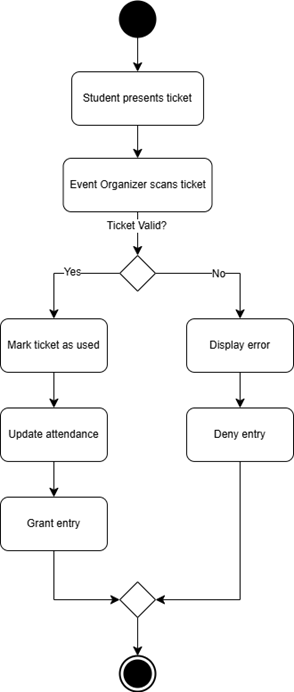 Student presents ticket
Event Organizer scans ticket
Ticket Valid?
Yes
No
Mark ticket as used
Display error
Update attendance
Deny entry
Grant entry